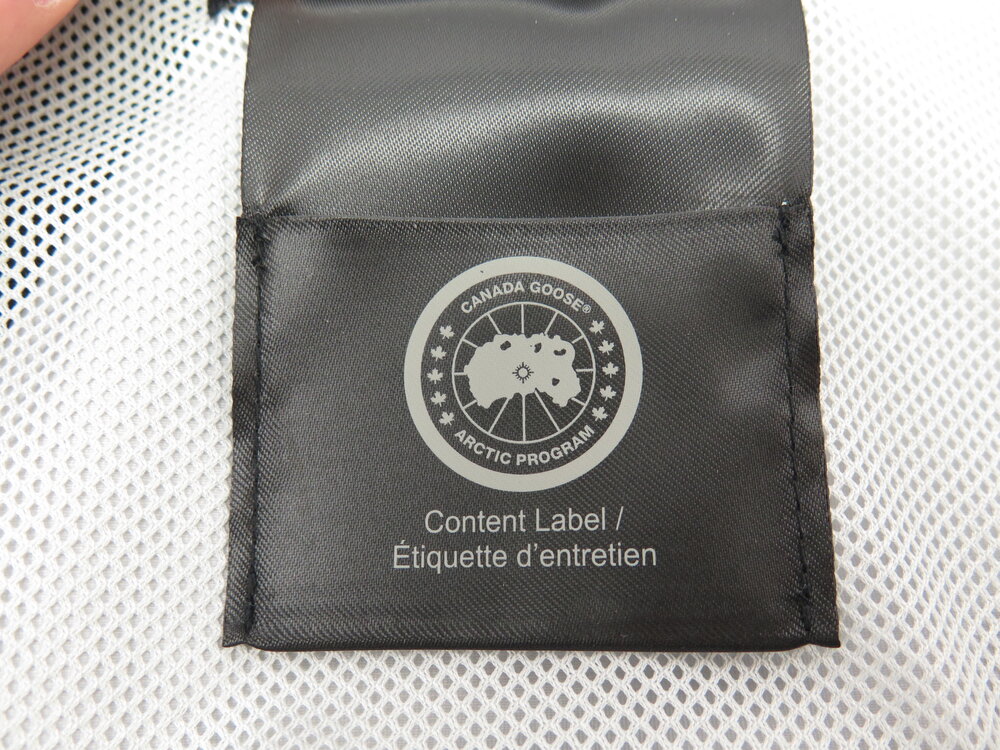 CANADA GOOSE®
ARCTIC PROGRAM
Content Label /
Étiquette d'entretien